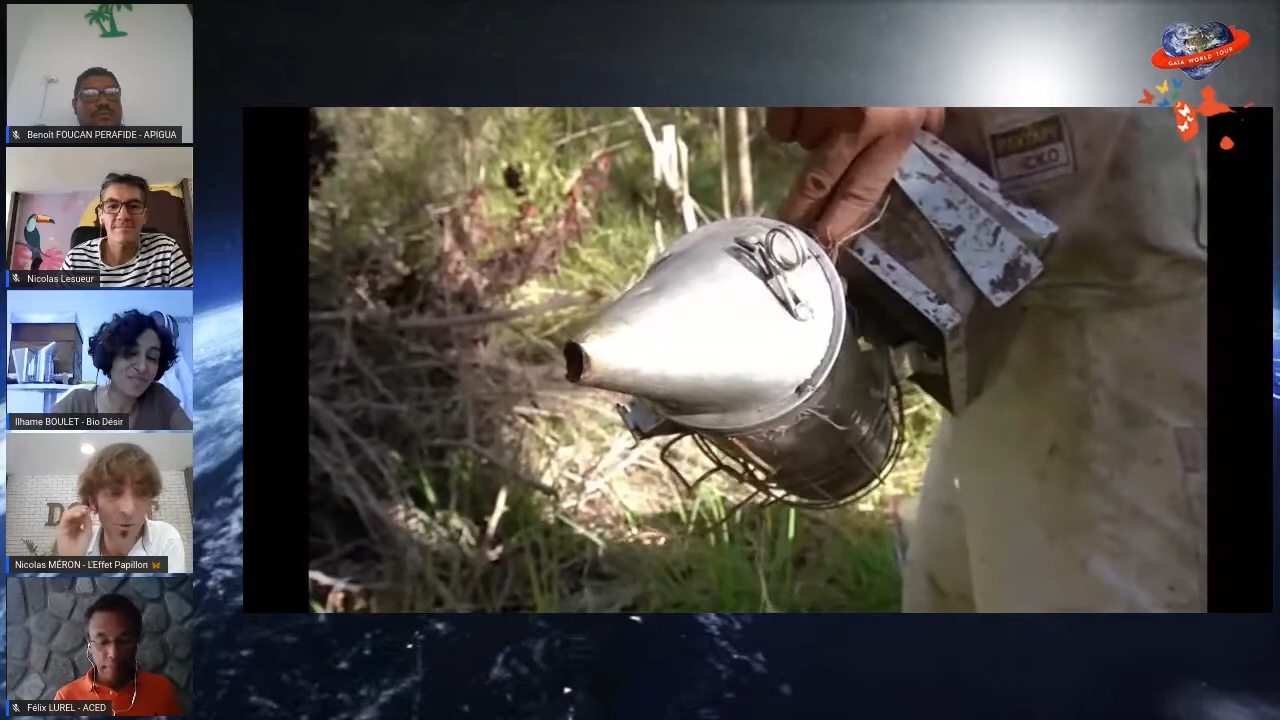 GAIA WORLD TOUR
Benoît FOUCAN PERAFIDE - APIGUA
Nicolas Lesueur
Ilhame BOULET - Bio Désir
Nicolas MÉRON - L'Effet Papillon
Félix LUREL - ACED